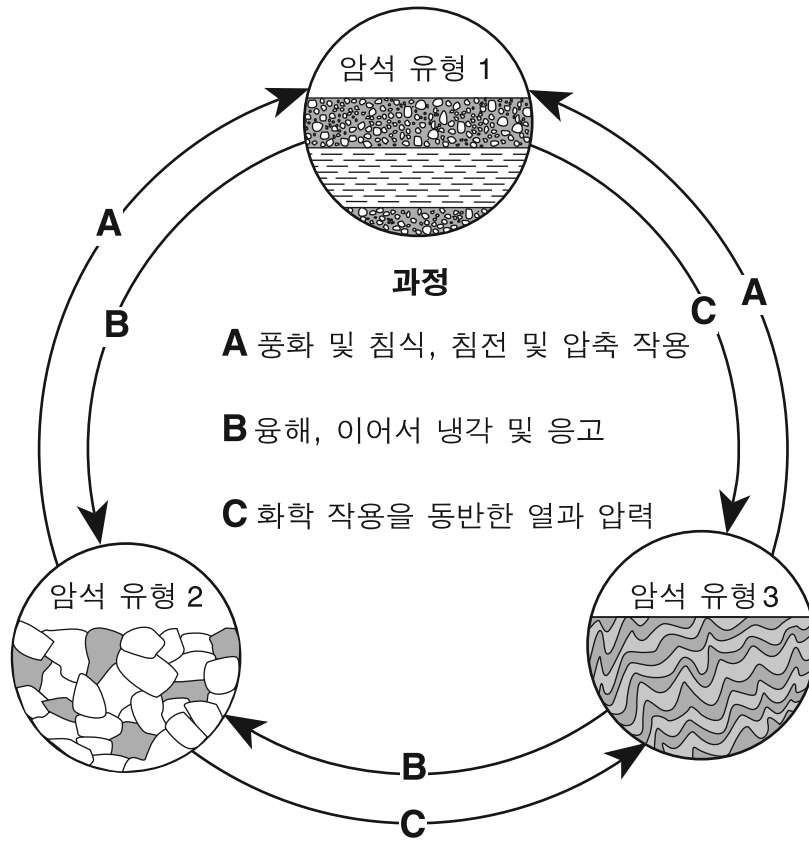 암석 유형 1
A
B
C
A
과정
A 풍화 및 침식, 침전 및 압축 작용
B 융해, 이어서 냉각 및 응고
C 화학 작용을 동반한 열과 압력
암석 유형 2
암석 유형 3
B
C